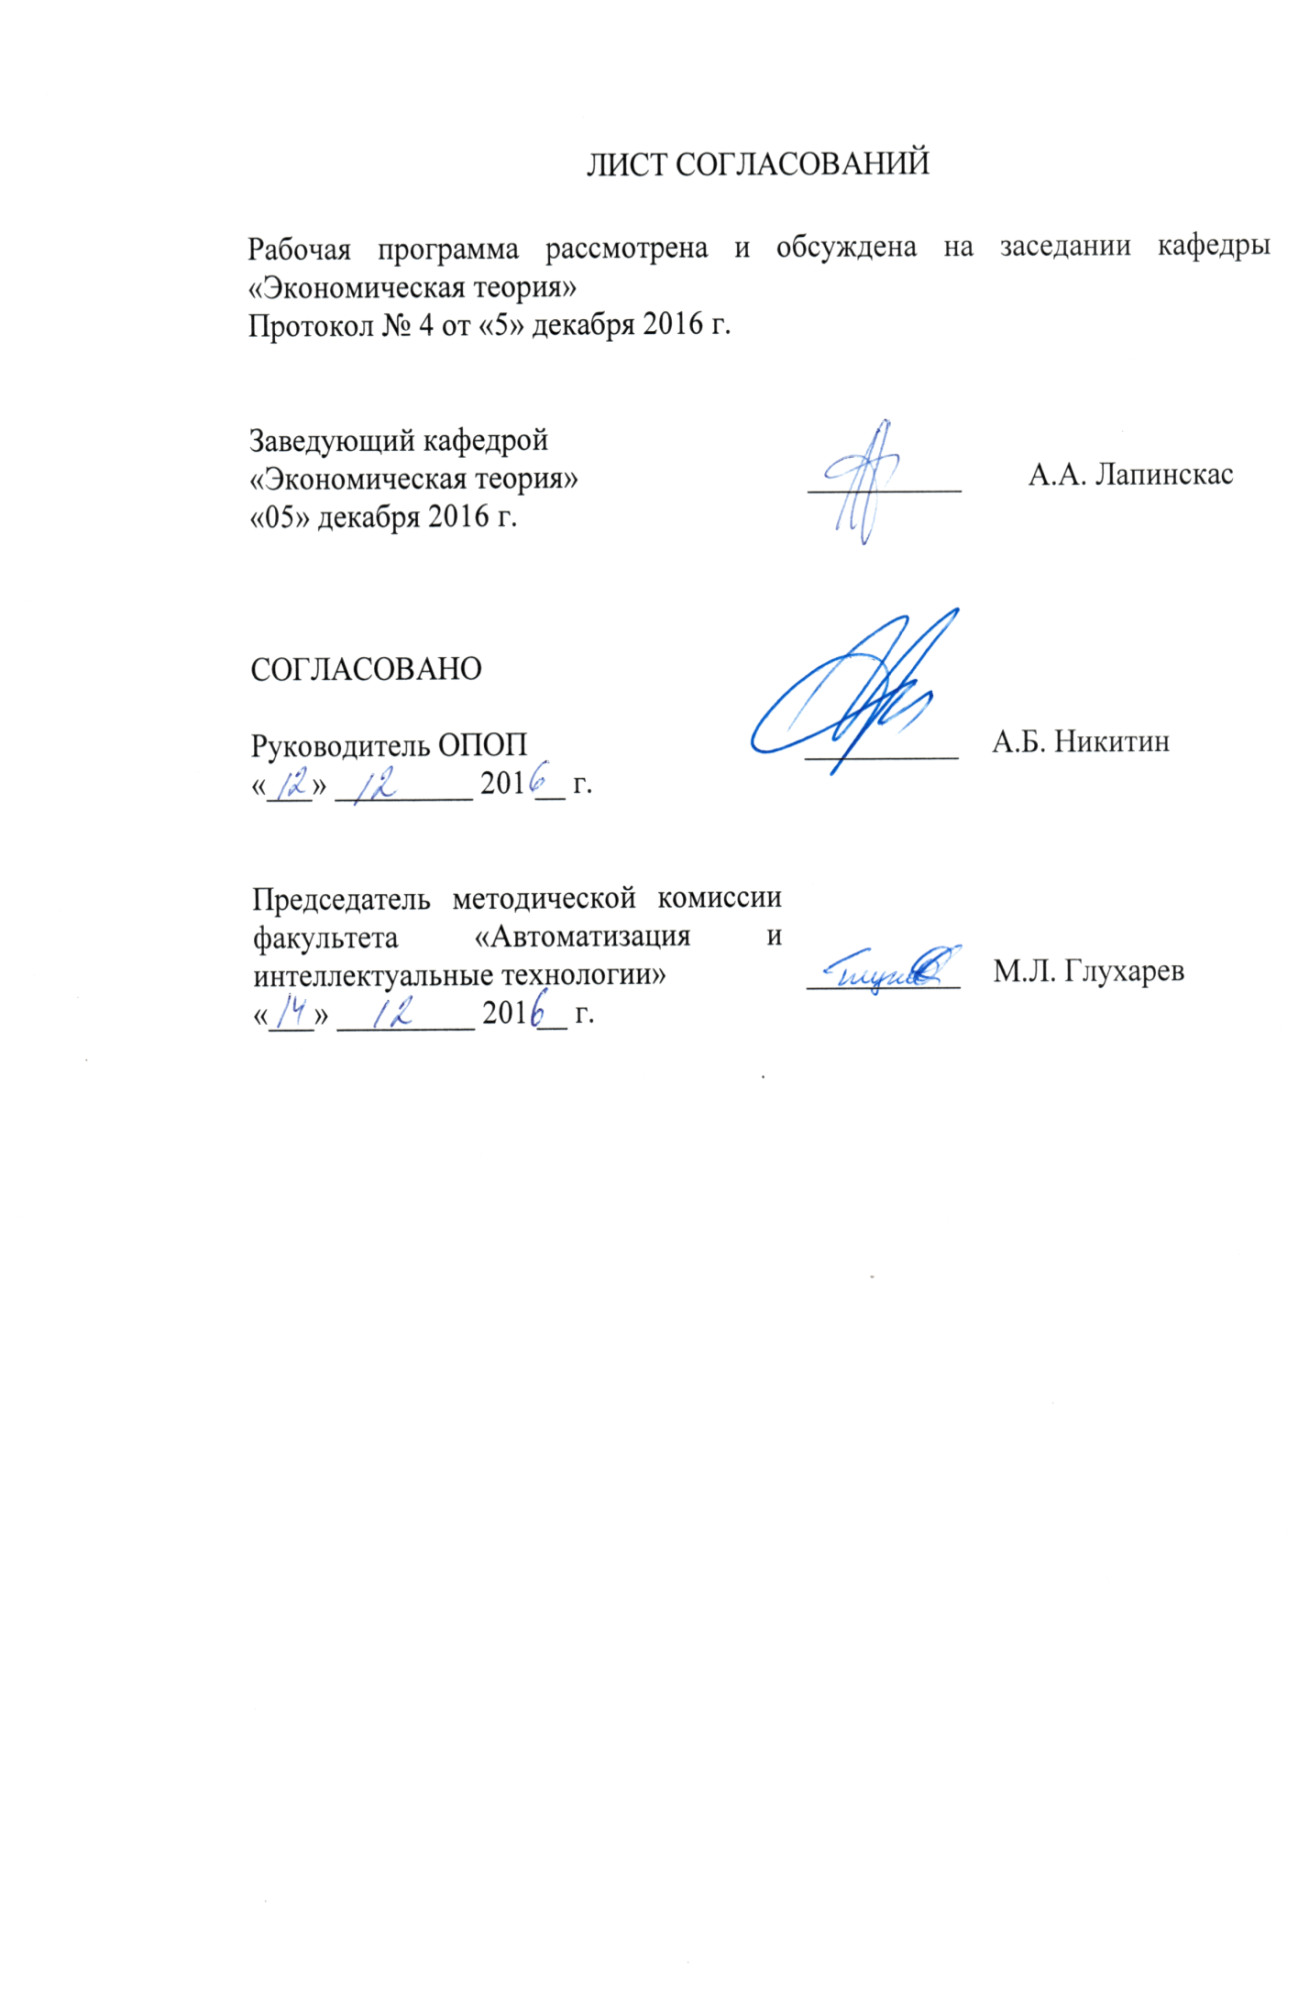 ЛИСТ СОГЛАСОВАНИЙ
Рабочая программа рассмотрена и обсуждена на заседании кафедры
«Экономическая теория»
Протокол № 4 от «5» декабря 2016 г.
Заведующий кафедрой
«Экономическая теория» А.А. Лапинскас
«05» декабря 2016 г.
СОГЛАСОВАНО
Руководитель ОПОП А.Б. Никитин
«12» 12 2016 г.
Председатель методической комиссии
факультета «Автоматизация и
интеллектуальные технологии» М.Л. Глухарев
«14» 12 2016 г.